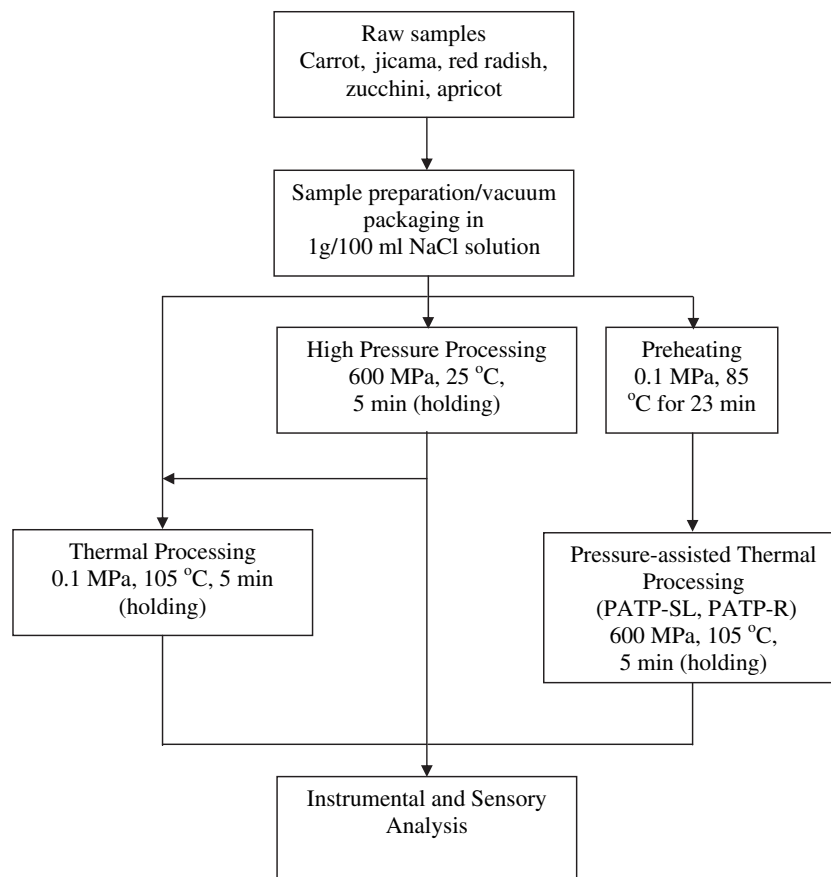 Raw samples
Carrot, jicama, red radish,
zucchini, apricot
Sample preparation/vacuum
packaging in
1g/100 ml NaCl solution
High Pressure Processing
600 MPa, 25 °C,
5 min (holding)
Preheating
0.1 MPa, 85
°C for 23 min
Thermal Processing
0.1 MPa, 105 °C, 5 min
(holding)
Pressure-assisted Thermal
Processing
(PATP-SL, PATP-R)
600 MPa, 105 °C,
5 min (holding)
Instrumental and Sensory
Analysis